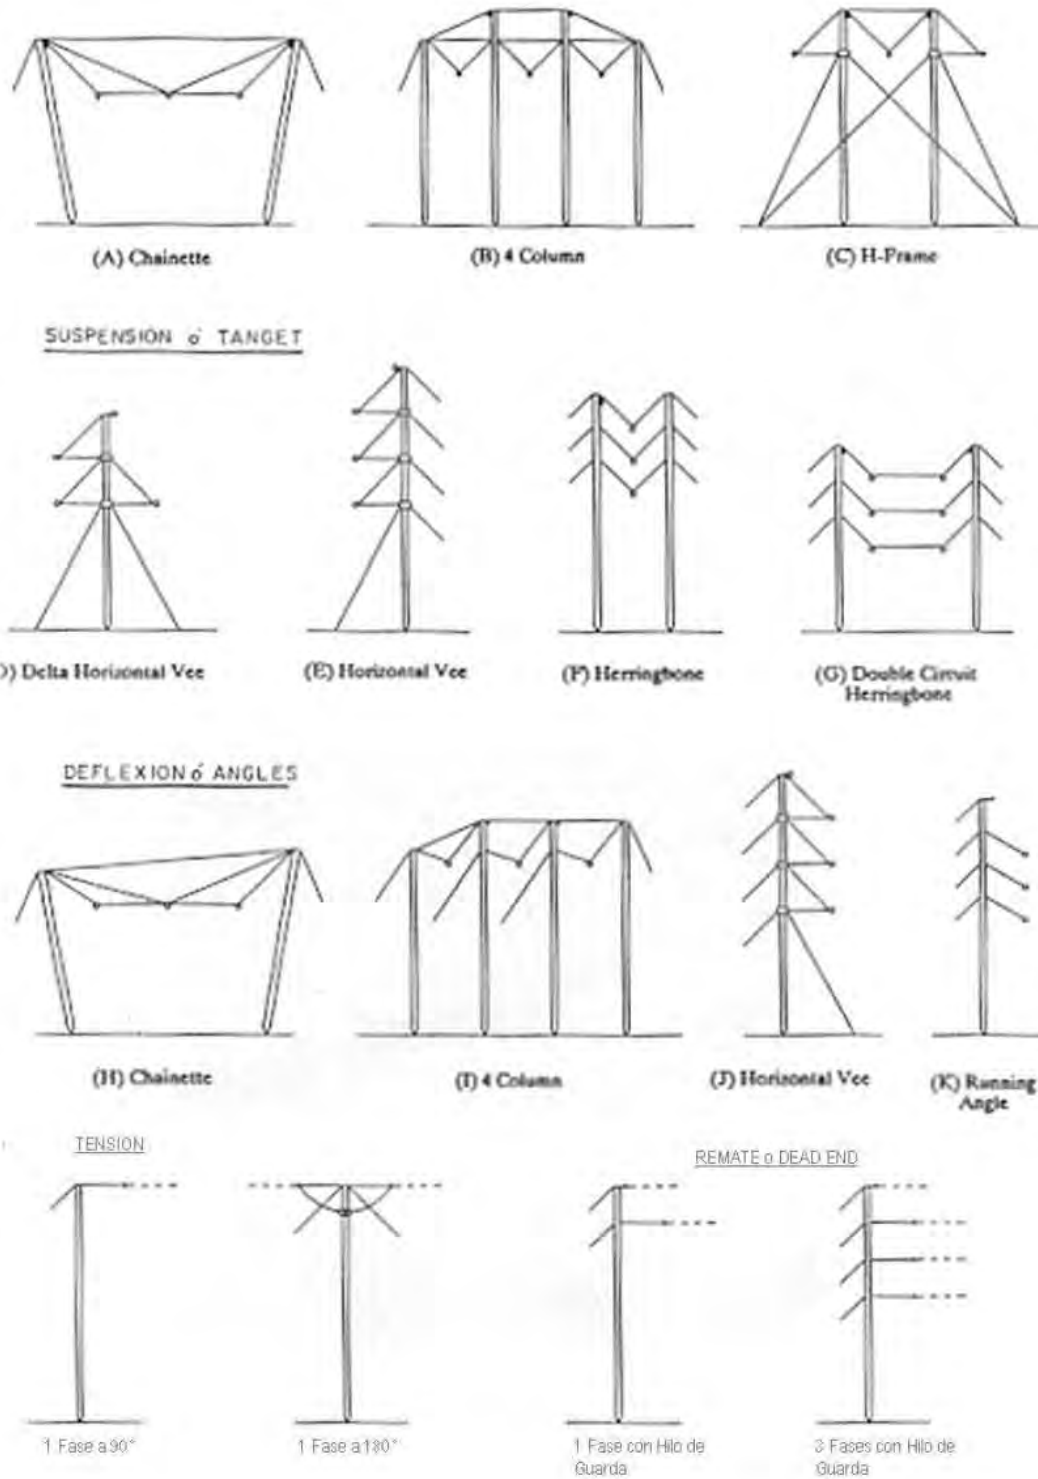 (A) Chainette
(B) 4 Column
(C) H-Frame
SUSPENSION ó TANGET
D) Delta Horizontal Vee
(E) Horizontal Vee
(F) Herringbone
(G) Double Circuit
Herringbone
DEFLEXION ó ANGLES
(H) Chainette
(I) 4 Column
(J) Horizontal Vee
(K) Running
Angle
TENSION
REMATE o DEAD END
1 Fase a 90°
1 Fase a 180°
1 Fase con Hilo de
Guarda
3 Fases con Hilo de
Guarda